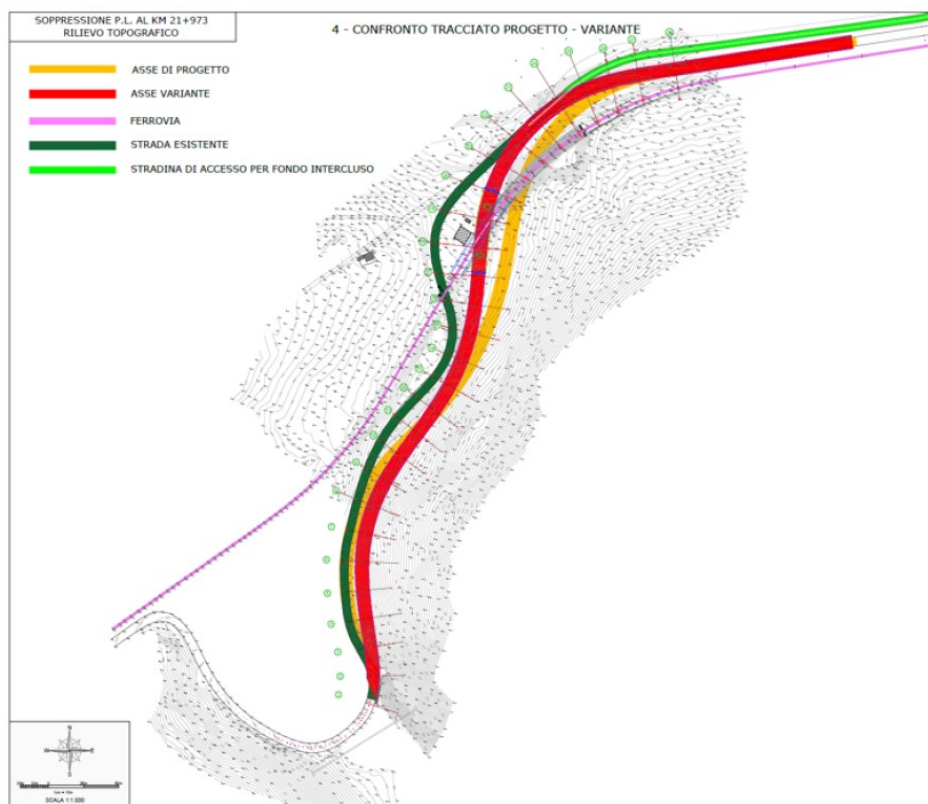 SOPPRESSIONE P.L. AL KM 21+973
RILIEVO TOPOGRAFICO
4 - CONFRONTO TRACCIATO PROGETTO - VARIANTE
ASSE DI PROGETTO
ASSE VARIANTE
FERROVIA
STRADA ESISTENTE
STRADINA DI ACCESSO PER FONDO INTERCLUSO
N
W
E
S
SCALA 1:1.000